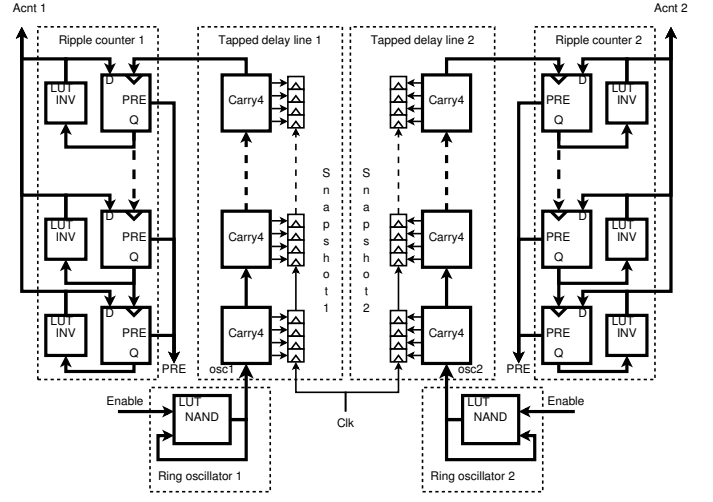 Acnt 1
Acnt 2
Ripple counter 1
Tapped delay line 1
Tapped delay line 2
Ripple counter 2
LUT
INV
D
PRE
Q
Carry4
Carry4
D
PRE
Q
LUT
INV
Snapshot1
Snapshot2
LUT
INV
D
PRE
Q
Carry4
Carry4
D
PRE
Q
LUT
INV
LUT
INV
D
PRE
Q
Carry4
Carry4
D
PRE
Q
LUT
INV
PRE
osc1
osc2
PRE
Enable
LUT
NAND
Clk
LUT
NAND
Enable
Ring oscillator 1
Ring oscillator 2